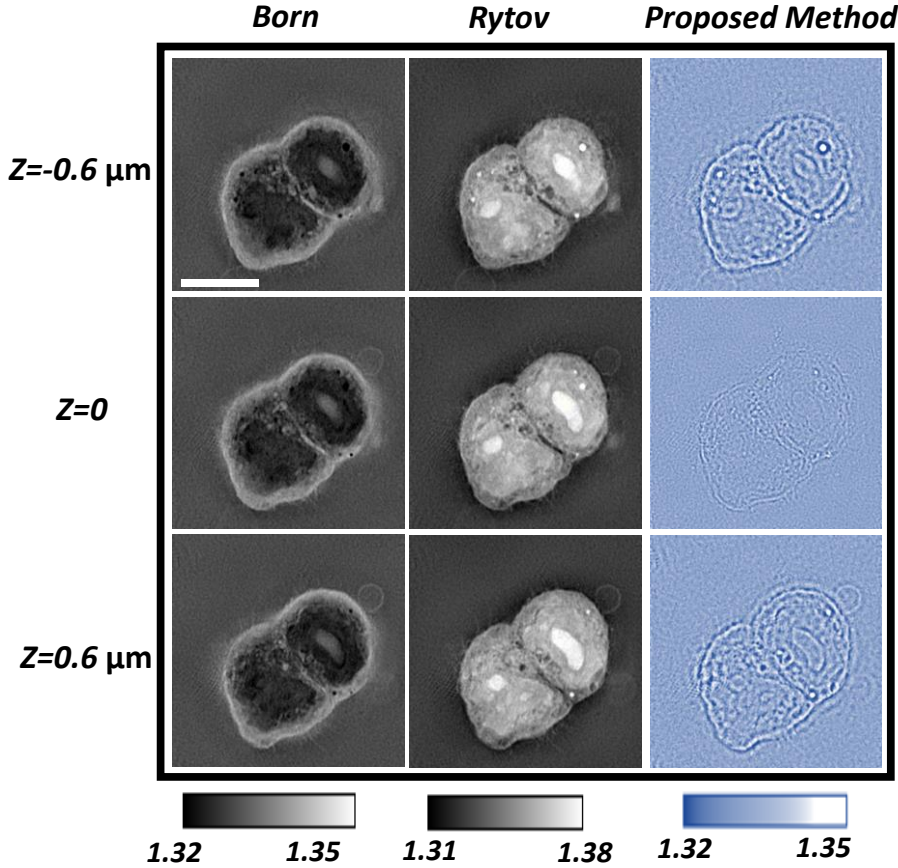 Born Rytov Proposed Method
Z=-0.6 μm
Z=0
Z=0.6 μm
1.32 1.35 1.31 1.38 1.32 1.35